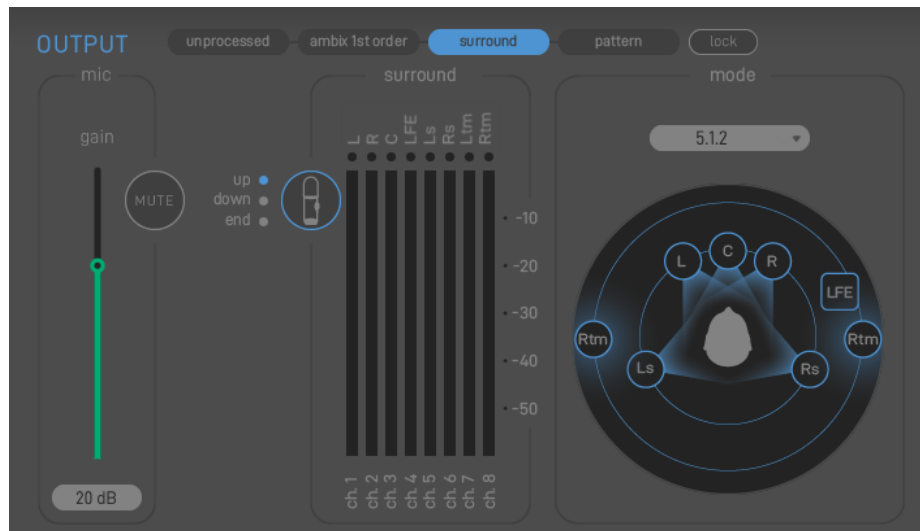 OUTPUT
unprocessed
ambix 1st order
surround
pattern
lock
mic
gain
MUTE
20 dB
up
down
end
surround
L
R
C
LFE
Ls
Rs
Ltm
Rtm
-10
-20
-30
-40
-50
ch. 1
ch. 2
ch. 3
ch. 4
ch. 5
ch. 6
ch. 7
ch. 8
mode
5.1.2
C
L
R
LFE
Rtm
Rtm
Ls
Rs